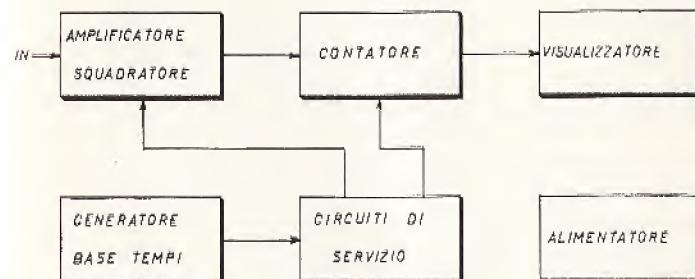 IN
AMPLIFICATORE
SQUADRATORE
CONTATORE
VISUALIZZATORE
GENERATORE
BASE TEMPI
CIRCUITI DI
SERVIZIO
ALIMENTATORE